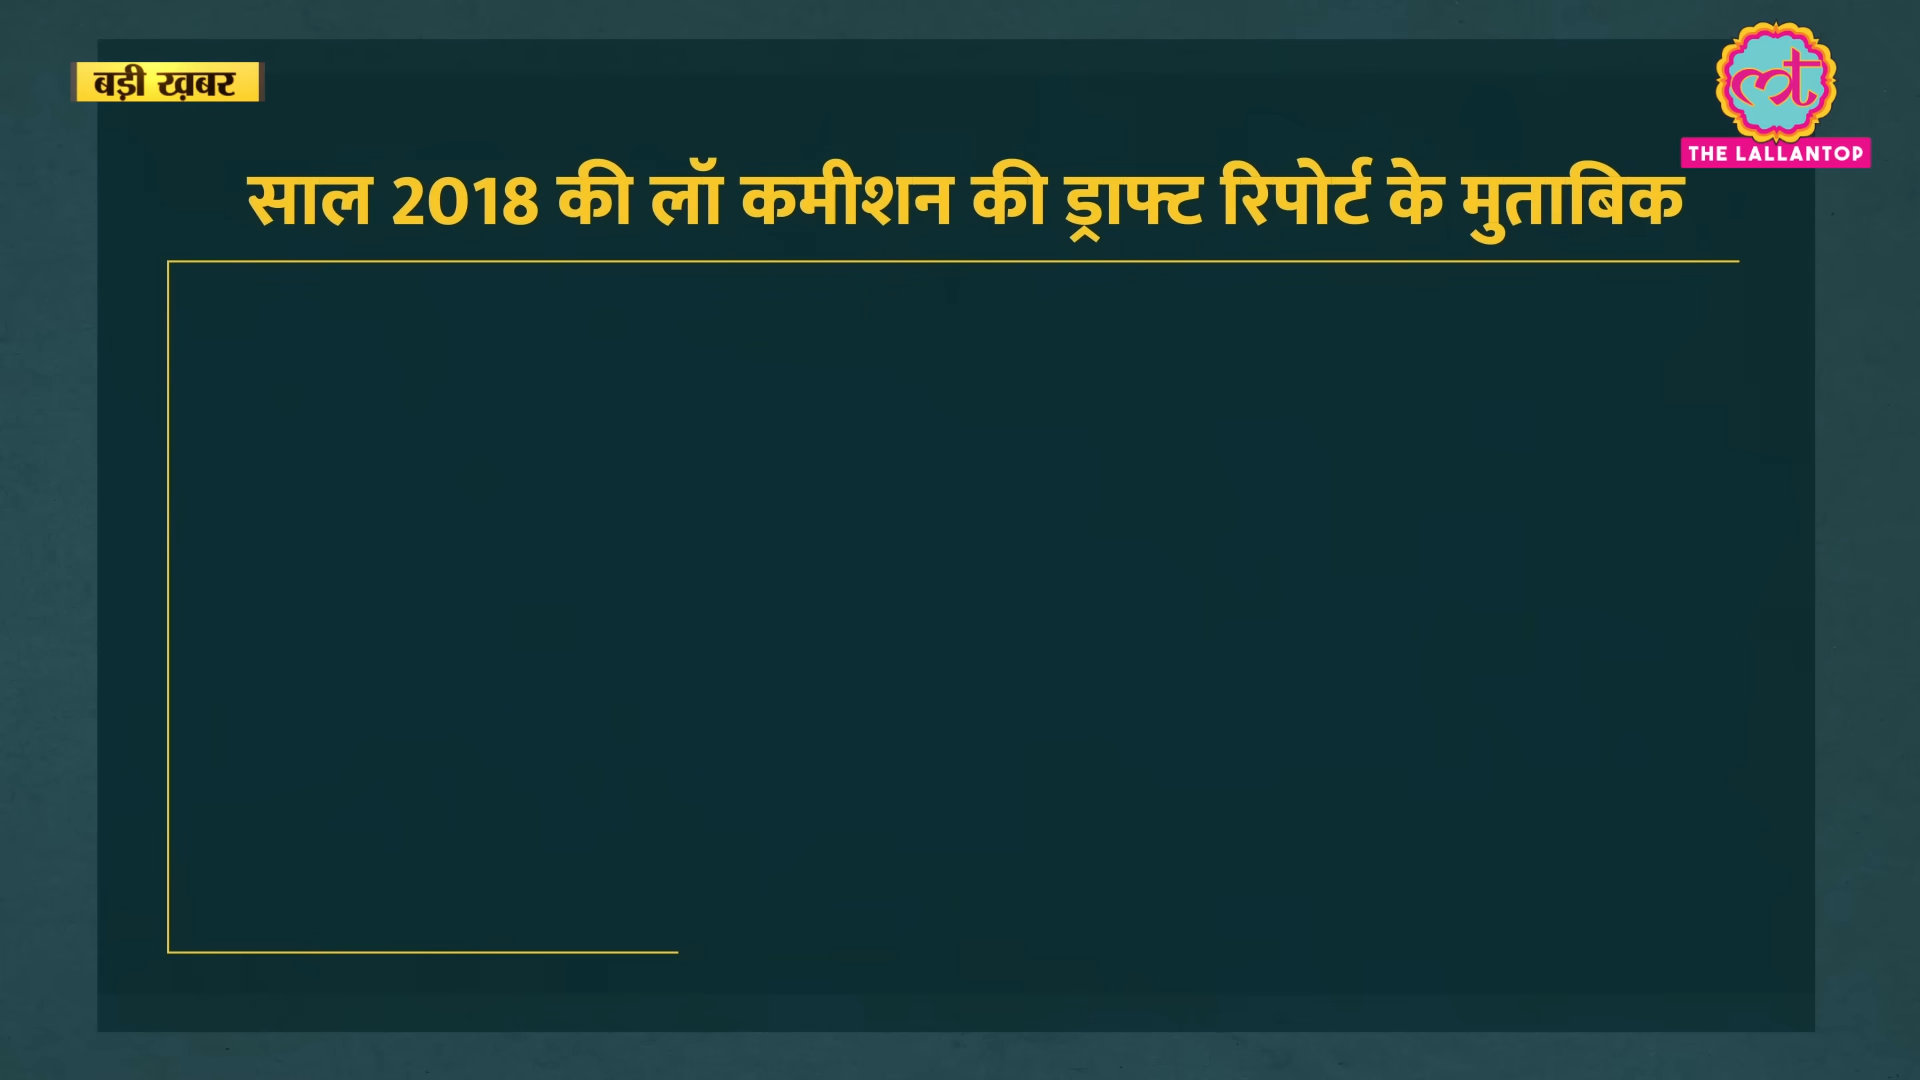 बड़ी ख़बर
THE LALLANTOP
साल 2018 की लॉ कमीशन की ड्राफ्ट रिपोर्ट के मुताबिक